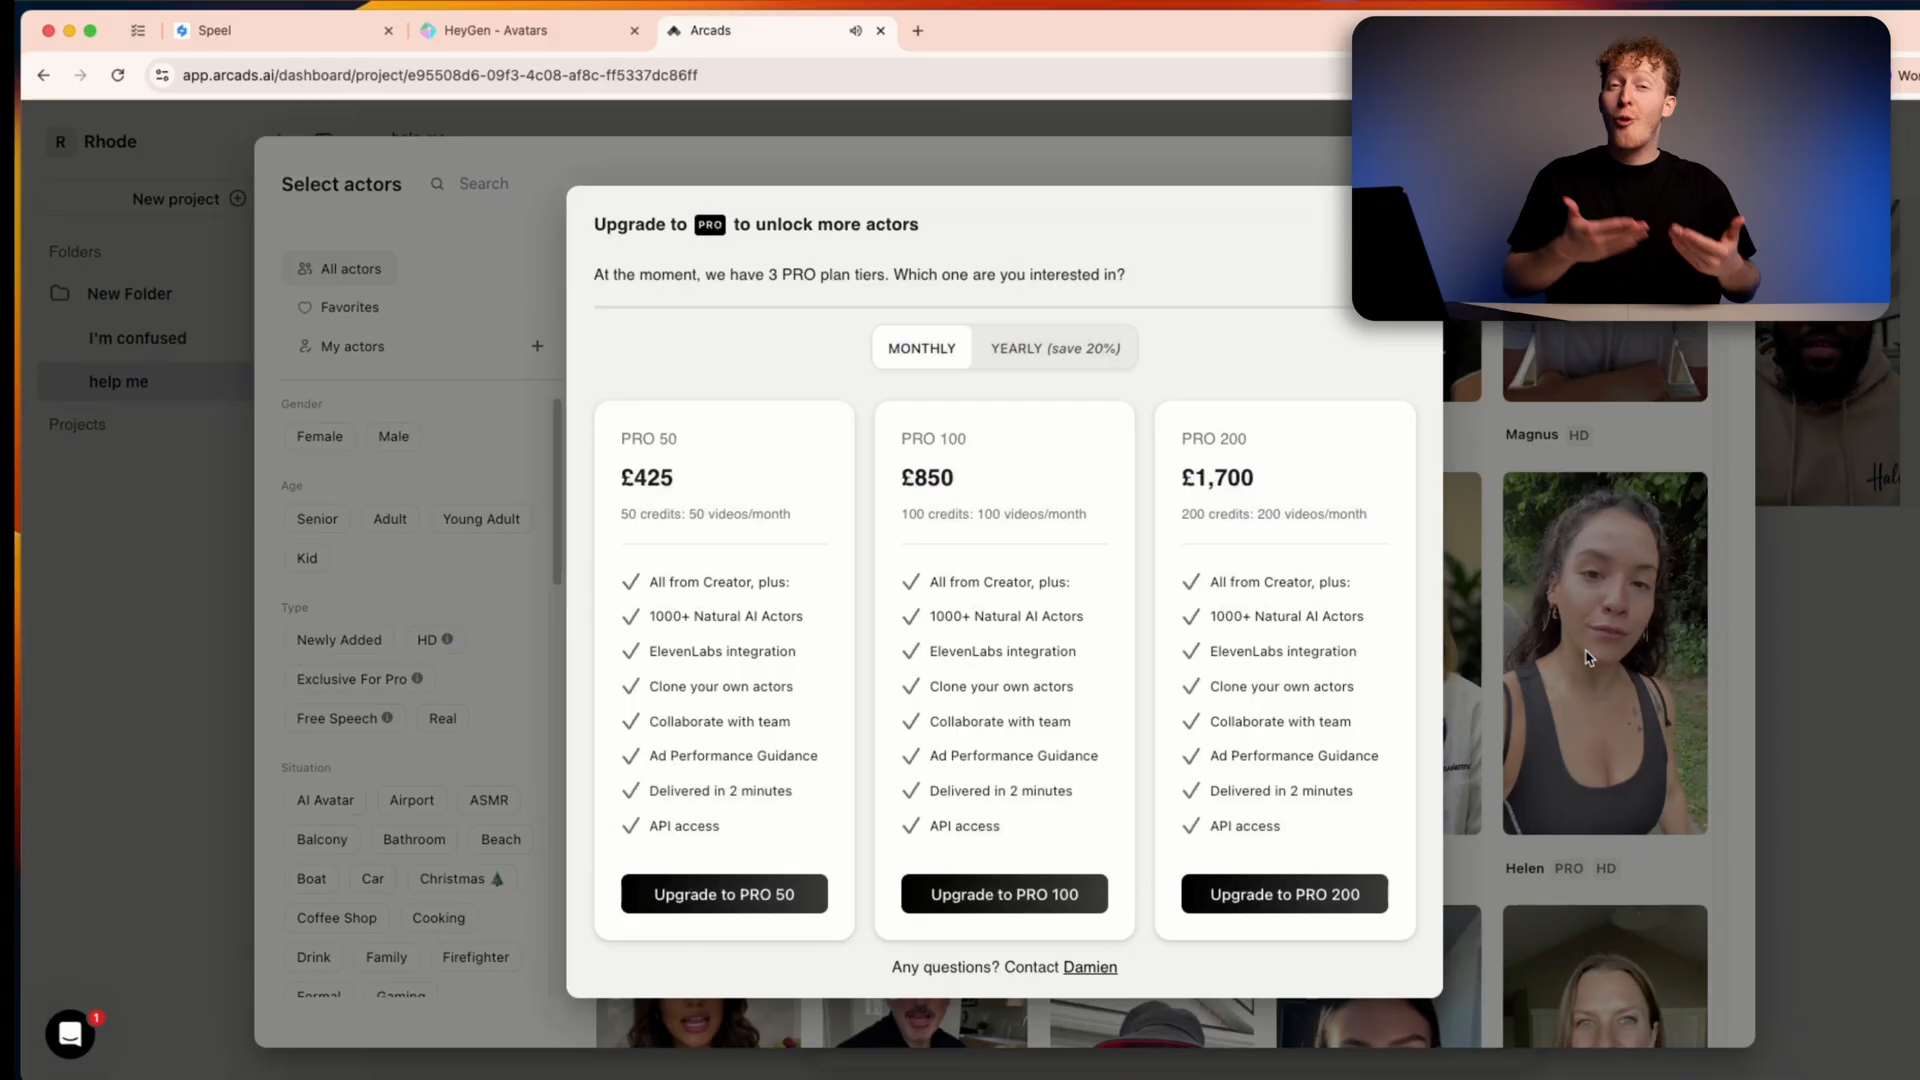 Speel
HeyGen - Avatars
Arcads
app.arcads.ai/dashboard/project/e95508d6-09f3-4c08-af8c-ff5337dc86ff
Wor
R Rhode
New project
Folders
New Folder
I'm confused
help me
Projects
help me
Select actors
Search
All actors
Favorites
My actors
Gender
Female
Male
Age
Senior
Adult
Young Adult
Kid
Type
Newly Added
HD
Exclusive For Pro
Free Speech
Real
Situation
AI Avatar
Airport
ASMR
Balcony
Bathroom
Beach
Boat
Car
Christmas
Coffee Shop
Cooking
Drink
Family
Firefighter
Formal
Gaming
1
Upgrade to PRO to unlock more actors
At the moment, we have 3 PRO plan tiers. Which one are you interested in?
MONTHLY
YEARLY (save 20%)
PRO 50
£425
50 credits: 50 videos/month
All from Creator, plus:
1000+ Natural AI Actors
ElevenLabs integration
Clone your own actors
Collaborate with team
Ad Performance Guidance
Delivered in 2 minutes
API access
Upgrade to PRO 50
PRO 100
£850
100 credits: 100 videos/month
All from Creator, plus:
1000+ Natural AI Actors
ElevenLabs integration
Clone your own actors
Collaborate with team
Ad Performance Guidance
Delivered in 2 minutes
API access
Upgrade to PRO 100
PRO 200
£1,700
200 credits: 200 videos/month
All from Creator, plus:
1000+ Natural AI Actors
ElevenLabs integration
Clone your own actors
Collaborate with team
Ad Performance Guidance
Delivered in 2 minutes
API access
Upgrade to PRO 200
Any questions? Contact Damien
Magnus HD
Helen PRO HD